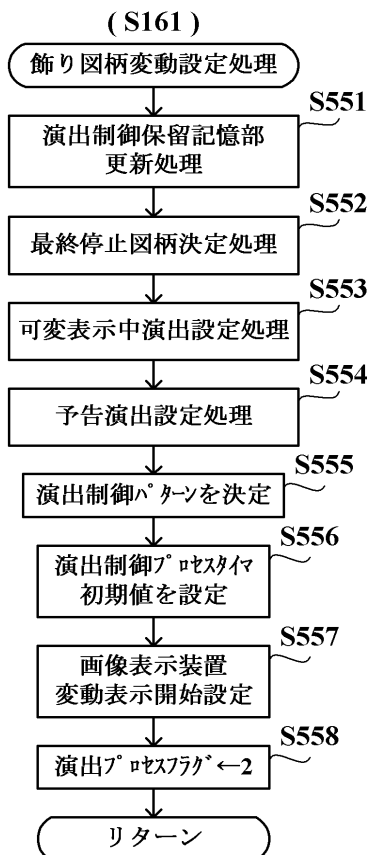 ( S161 )
飾り図柄変動設定処理
S551
演出制御保留記憶部
更新処理
S552
最終停止図柄決定処理
S553
可変表示中演出設定処理
S554
予告演出設定処理
S555
演出制御ﾊﾟﾀｰﾝを決定
S556
演出制御ﾌﾟﾛｾｽﾀｲﾏ
初期値を設定
S557
画像表示装置
変動表示開始設定
S558
演出ﾌﾟﾛｾｽﾌﾗｸﾞ←2
リターン